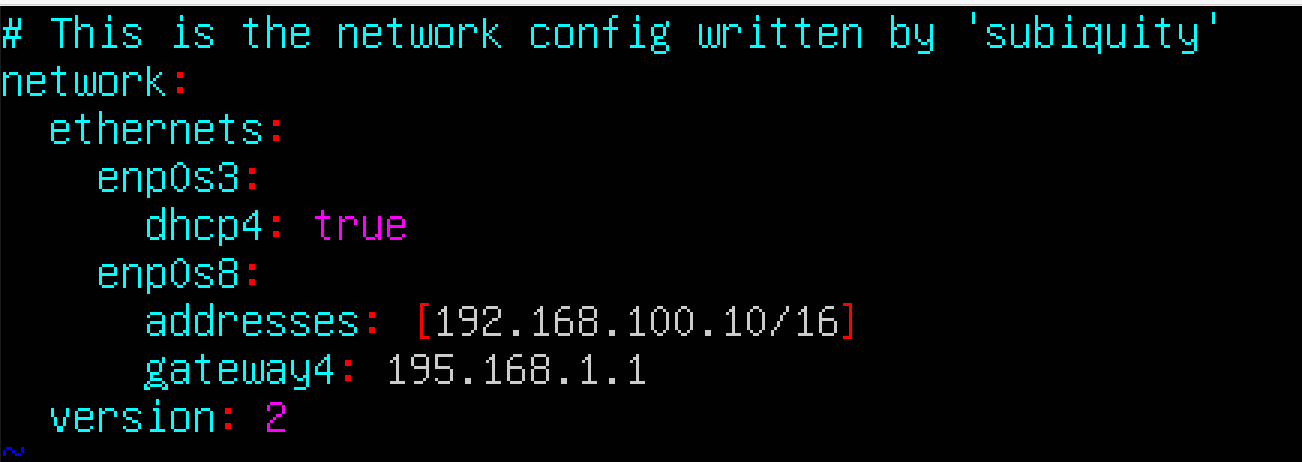 # This is the network config written by 'subiquity'
network:
  ethernets:
    enp0s3:
      dhcp4: true
    enp0s8:
      addresses: [192.168.100.10/16]
      gateway4: 195.168.1.1
  version: 2
~